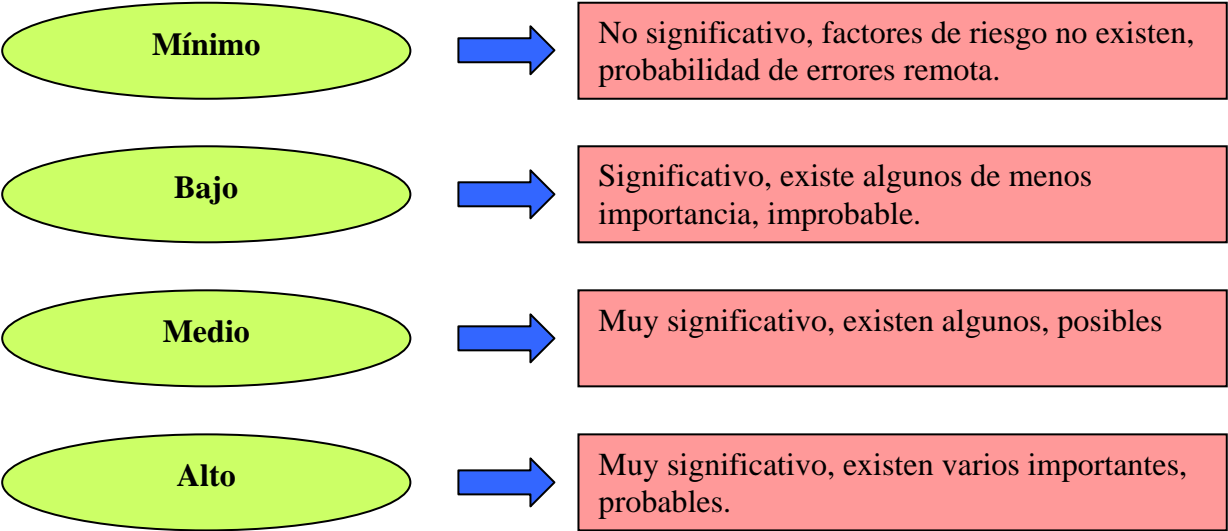 Mínimo
No significativo, factores de riesgo no existen,
probabilidad de errores remota.
Bajo
Significativo, existe algunos de menos
importancia, improbable.
Medio
Muy significativo, existen algunos, posibles
Alto
Muy significativo, existen varios importantes,
probables.